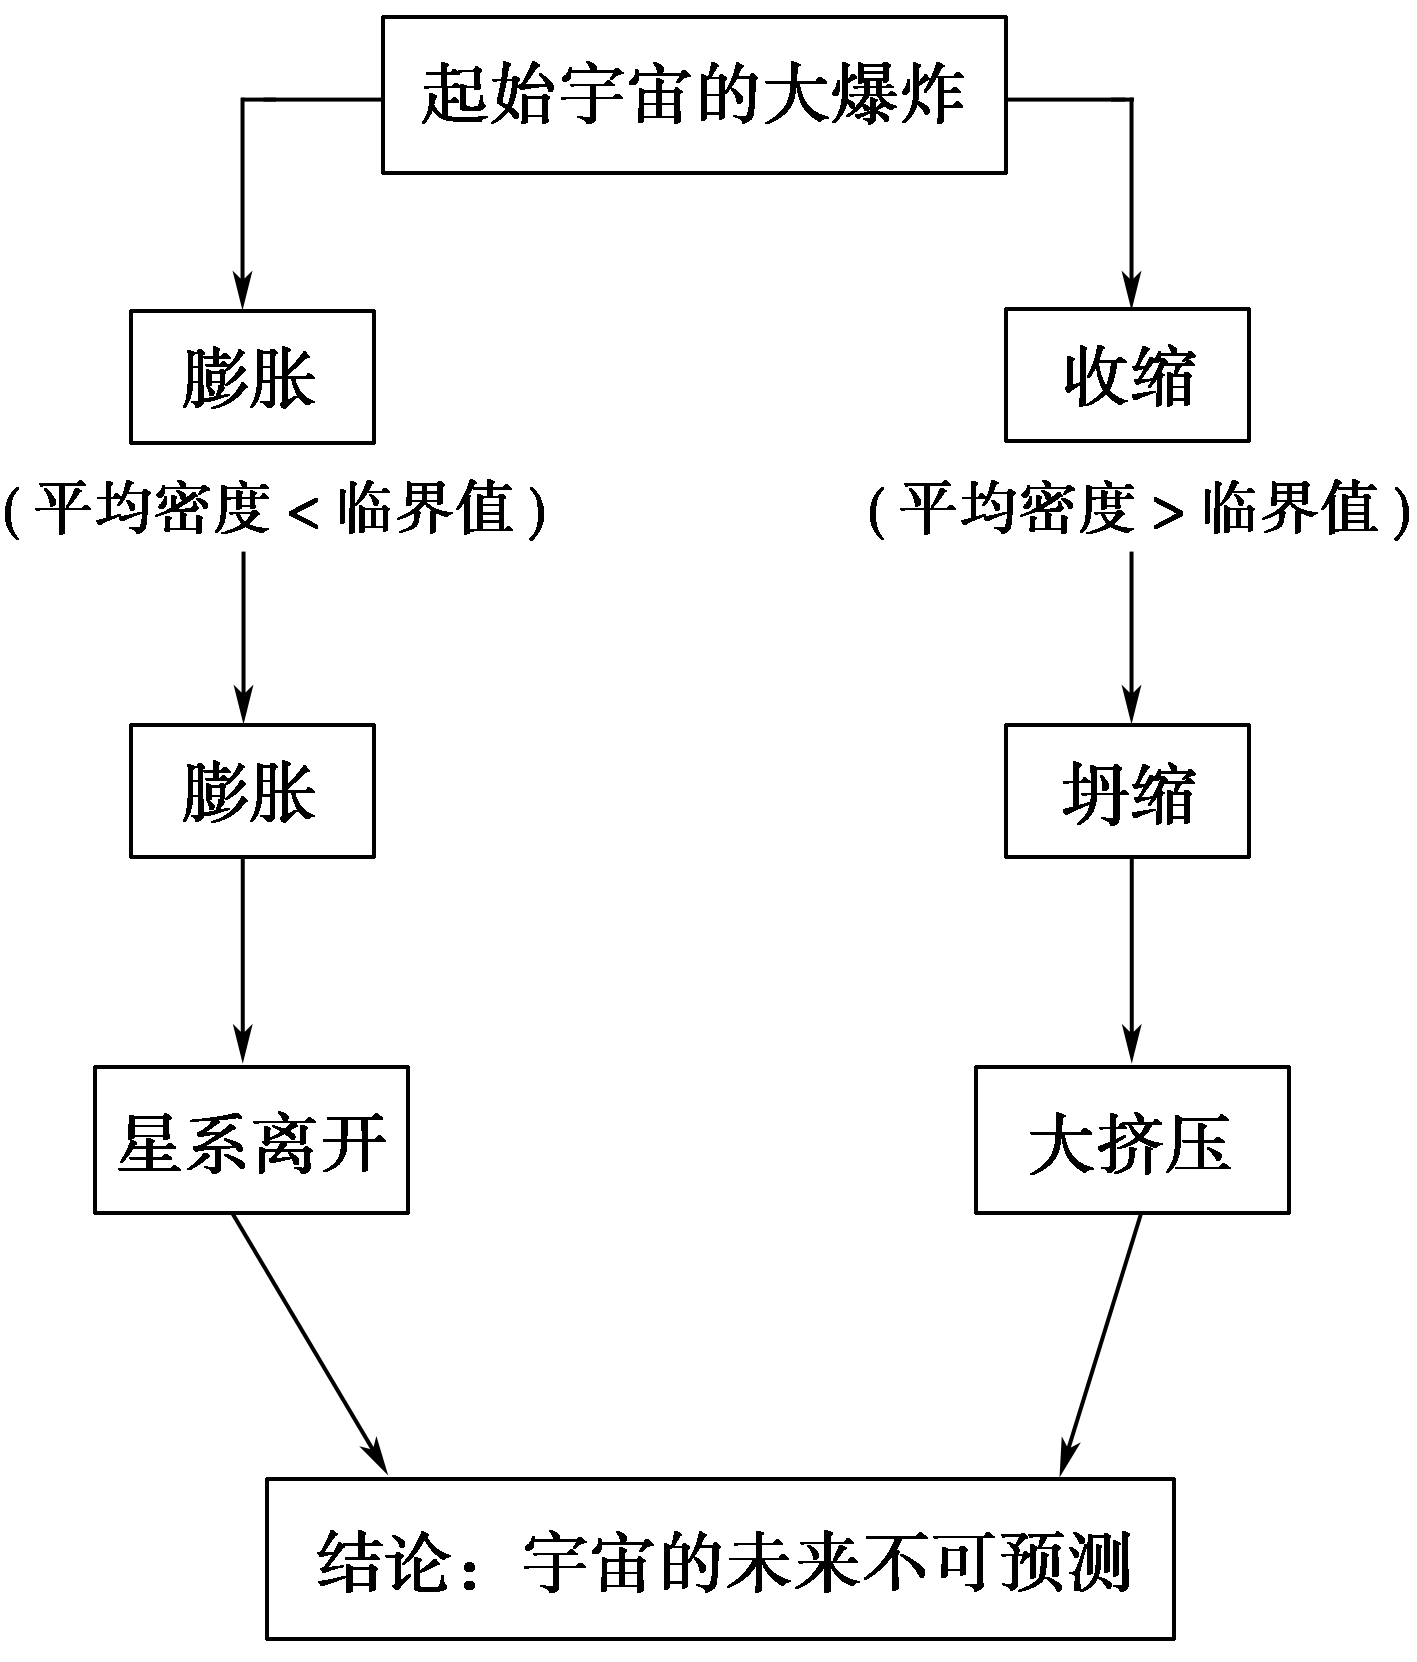 起始宇宙的大爆炸
膨胀
收缩
(平均密度<临界值)
(平均密度>临界值)
膨胀
坍缩
星系离开
大挤压
结论:宇宙的未来不可预测